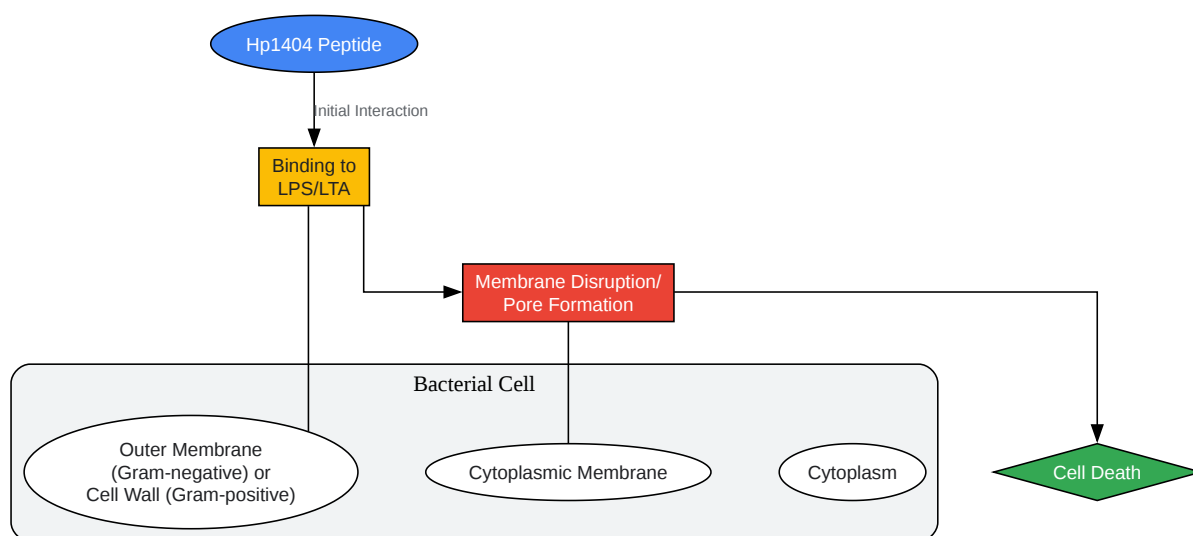 Hp1404 Peptide
Initial Interaction
Binding to
LPS/LTA
Membrane Disruption/
Pore Formation
Bacterial Cell
Outer Membrane
(Gram-negative) or
Cell Wall (Gram-positive)
Cytoplasmic Membrane
Cytoplasm
Cell Death